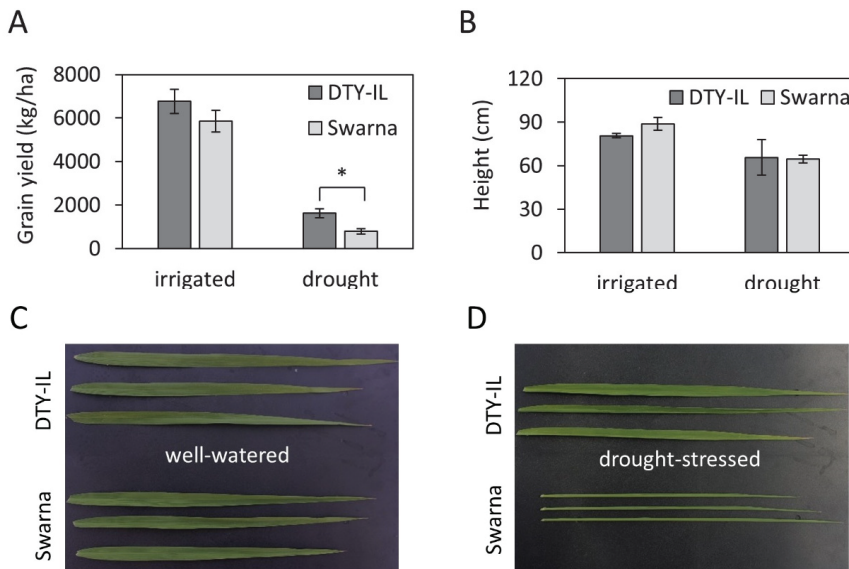 A
Grain yield (kg/ha)
8000
6000
4000
2000
0
DTY-IL
Swarna
*
irrigated
drought
B
Height (cm)
120
90
60
30
0
DTY-IL
Swarna
irrigated
drought
C
DTY-IL
well-watered
Swarna
D
DTY-IL
drought-stressed
Swarna